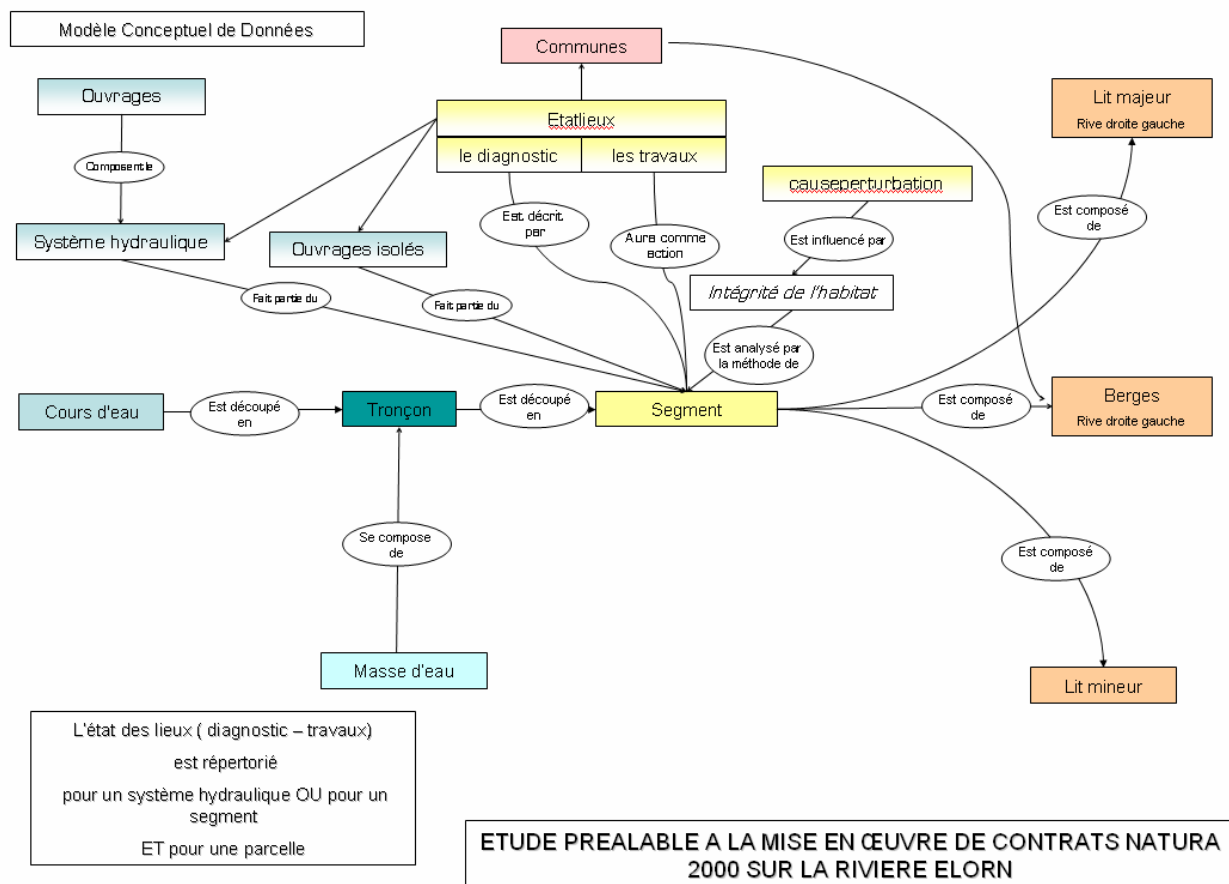 Modèle Conceptuel de Données
Communes
Ouvrages
Lit majeur
Rive droite gauche
Etatlieux
le diagnostic
les travaux
Composent le
causeperturbation
Est décrit
par
Aura comme
action
Est composé
de
Système hydraulique
Ouvrages isolés
Est influencé par
Intégrité de l'habitat
Fait partie du
Fait partie du
Est analysé par
la méthode de
Cours d'eau
Est découpé
en
Tronçon
Est découpé
en
Segment
Est composé
de
Berges
Rive droite gauche
Se compose
de
Est composé
de
Masse d'eau
Lit mineur
L'état des lieux ( diagnostic – travaux)
est répertorié
pour un système hydraulique OU pour un
segment
ET pour une parcelle
ETUDE PREALABLE A LA MISE EN ŒUVRE DE CONTRATS NATURA
2000 SUR LA RIVIERE ELORN